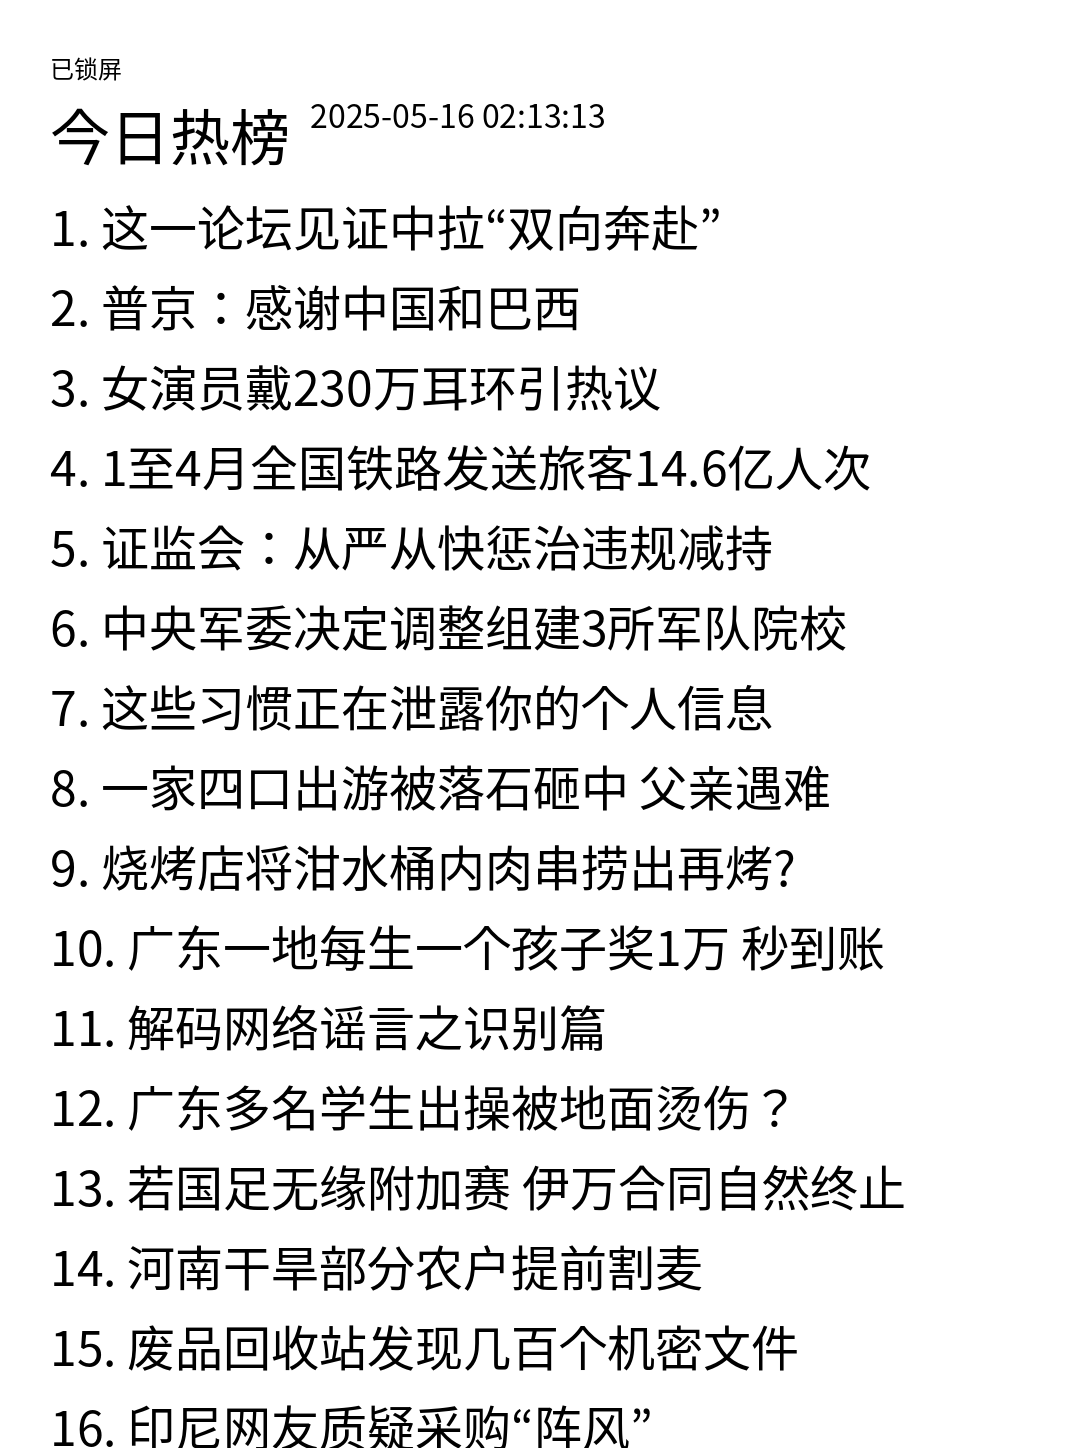 已锁屏
今日热榜 2025-05-16 02:13:13
1. 这一论坛见证中拉“双向奔赴”
2. 普京：感谢中国和巴西
3. 女演员戴230万耳环引热议
4. 1至4月全国铁路发送旅客14.6亿人次
5. 证监会：从严从快惩治违规减持
6. 中央军委决定调整组建3所军队院校
7. 这些习惯正在泄露你的个人信息
8. 一家四口出游被落石砸中 父亲遇难
9. 烧烤店将泔水桶内肉串捞出再烤?
10. 广东一地每生一个孩子奖1万 秒到账
11. 解码网络谣言之识别篇
12. 广东多名学生出操被地面烫伤？
13. 若国足无缘附加赛 伊万合同自然终止
14. 河南干旱部分农户提前割麦
15. 废品回收站发现几百个机密文件
16. 印尼网友质疑采购“阵风”